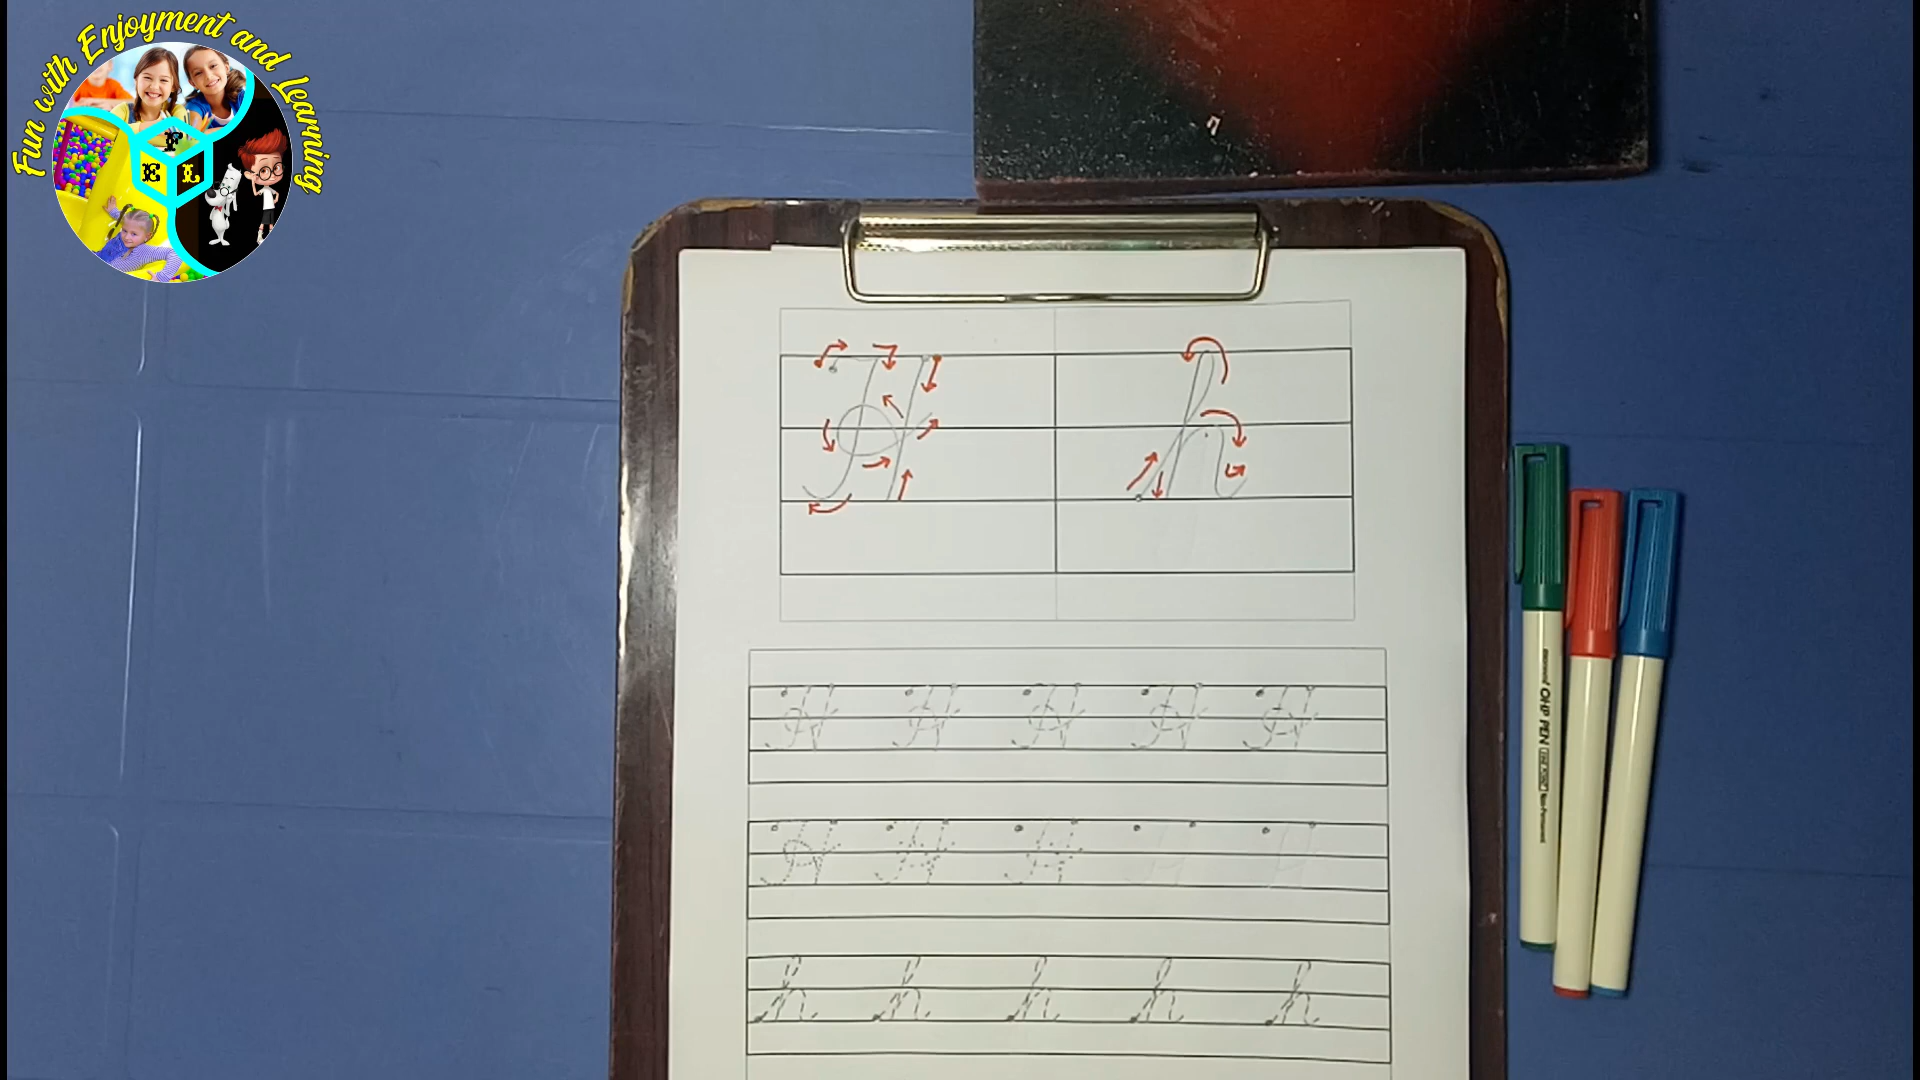 Fun with Enjoyment and Learning
F
E L
H h
H H H H H
H H H H H
h h h h h
OHP PEN